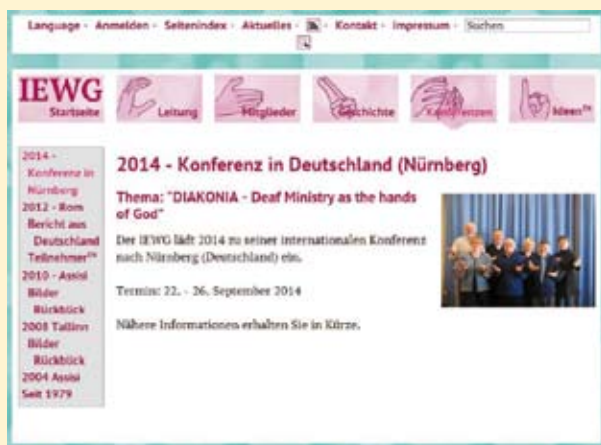 Language - Anmelden - Seitenindex - Aktuelles - Kontakt - Impressum - Suchen
IEWG
Startseite
Leitung
Mitglieder
Geschichte
Konferenzen
Ideen
2014 -
Konferenz in
Nürnberg
2012 - Rom
Bericht aus
Deutschland
Teilnehmer
2010 - Assisi
Bilder
Rückblick
2008 Tallinn
Bilder
Rückblick
2004 Assisi
Seit 1979
2014 - Konferenz in Deutschland (Nürnberg)
Thema: "DIAKONIA - Deaf Ministry as the hands
of God"
Der IEWG lädt 2014 zu seiner internationalen Konferenz
nach Nürnberg (Deutschland) ein.
Termin: 22. - 26. September 2014
Nähere Informationen erhalten Sie in Kürze.